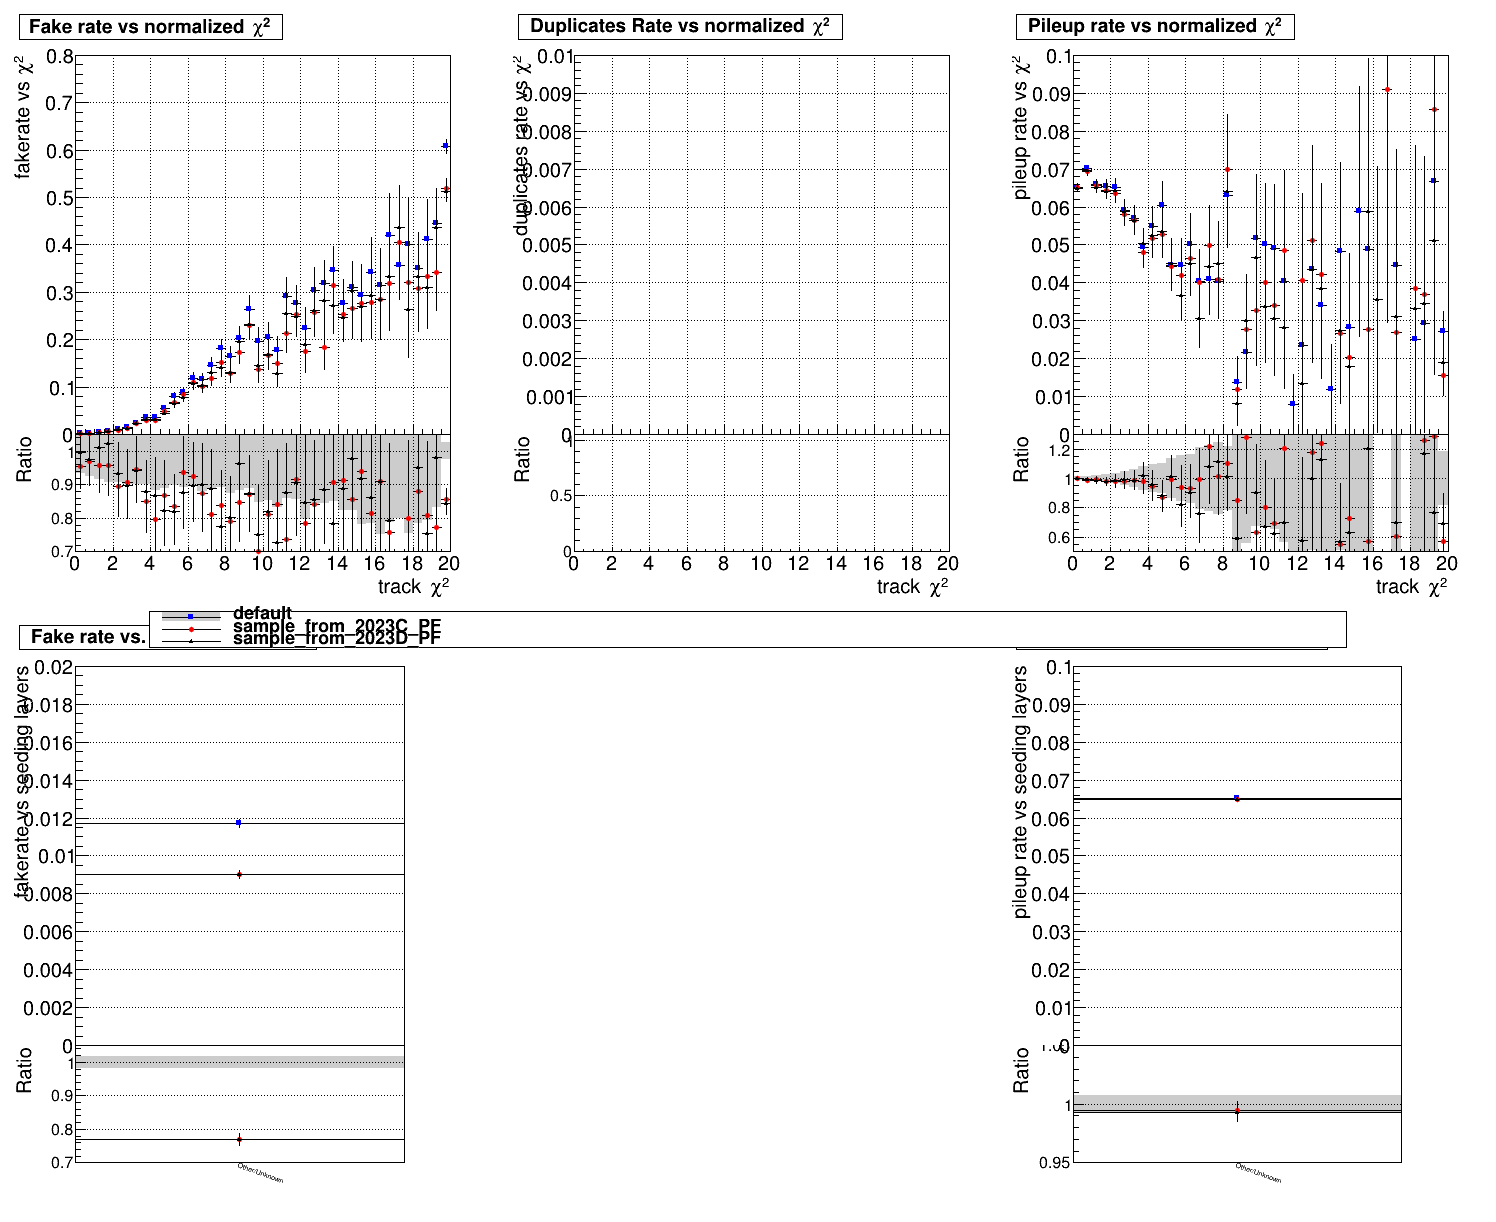 Fake rate vs normalized χ²
fakerate vs χ²
0.8
0.7
0.6
0.5
0.4
0.3
0.2
0.1
0
Ratio
1
0.9
0.8
0.7
0 2 4 6 8 10 12 14 16 18 20
track χ²
Duplicates Rate vs normalized χ²
duplicates rate vs χ²
0.01
0.009
0.008
0.007
0.006
0.005
0.004
0.003
0.002
0.001
0
Ratio
1
0.5
0
0 2 4 6 8 10 12 14 16 18 20
track χ²
Pileup rate vs normalized χ²
pileup rate vs χ²
0.1
0.09
0.08
0.07
0.06
0.05
0.04
0.03
0.02
0.01
0
Ratio
1.2
1
0.8
0.6
0 2 4 6 8 10 12 14 16 18 20
track χ²
default
sample_from_2023C_PF
sample_from_2023D_PF
Fake rate vs.
fakerate vs seeding layers
0.02
0.018
0.016
0.014
0.012
0.01
0.008
0.006
0.004
0.002
0
Ratio
1
0.9
0.8
0.7
Other/Unknown
pileup rate vs seeding layers
0.1
0.09
0.08
0.07
0.06
0.05
0.04
0.03
0.02
0.01
0
Ratio
1
0.95
Other/Unknown